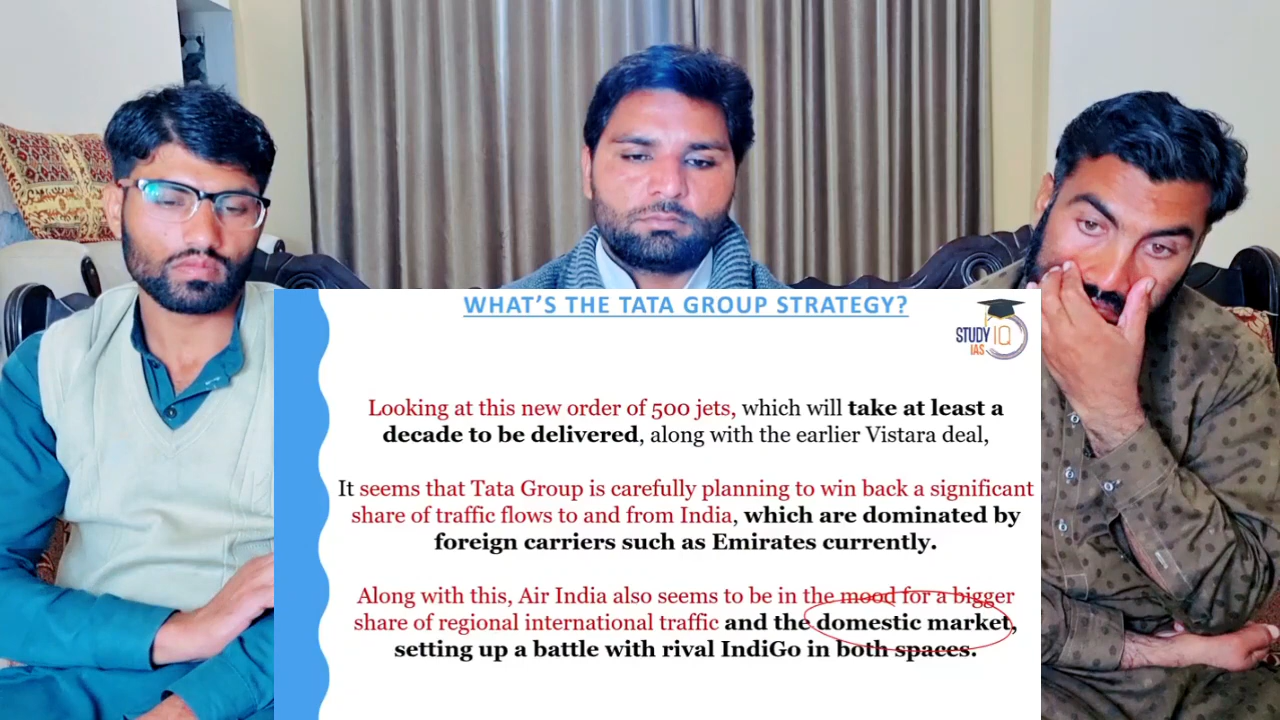 WHAT'S THE TATA GROUP STRATEGY?
STUDY IQ
IAS
Looking at this new order of 500 jets, which will take at least a
decade to be delivered, along with the earlier Vistara deal,
It seems that Tata Group is carefully planning to win back a significant
share of traffic flows to and from India, which are dominated by
foreign carriers such as Emirates currently.
Along with this, Air India also seems to be in the mood for a bigger
share of regional international traffic and the domestic market,
setting up a battle with rival IndiGo in both spaces.